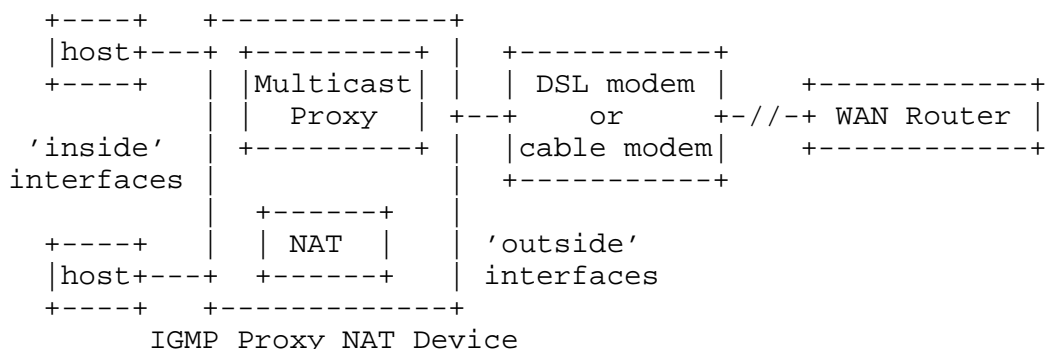 +----+   +-------------+
|host+---+ +---------+ |   +-----------+
+----+   | |Multicast| |   | DSL modem |     +------------+
         | |  Proxy  | +---+    or     +-//-+ WAN Router |
'inside' | +---------+ |   |cable modem|     +------------+
interfaces |             |   +-----------+
         |  +------+   |
+----+   |  | NAT  |   | 'outside'
|host+---+  +------+   | interfaces
+----+   +-------------+
IGMP Proxy NAT Device